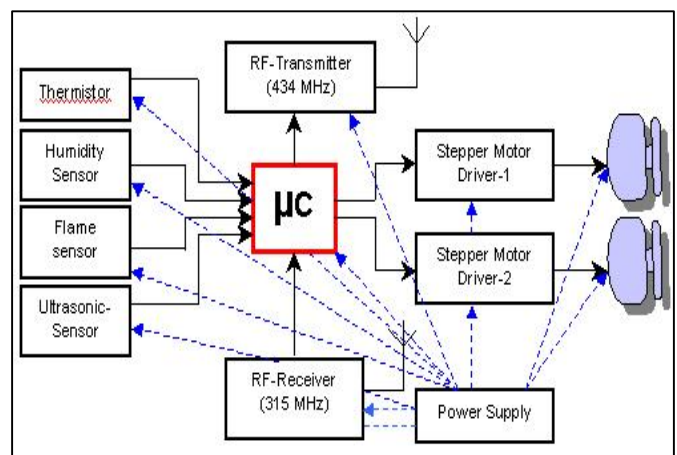 Thermistor
Humidity
Sensor
Flame
sensor
Ultrasonic-
Sensor
RF-Transmitter
(434 MHz)
µc
RF-Receiver
(315 MHz)
Stepper Motor
Driver-1
Stepper Motor
Driver-2
Power Supply